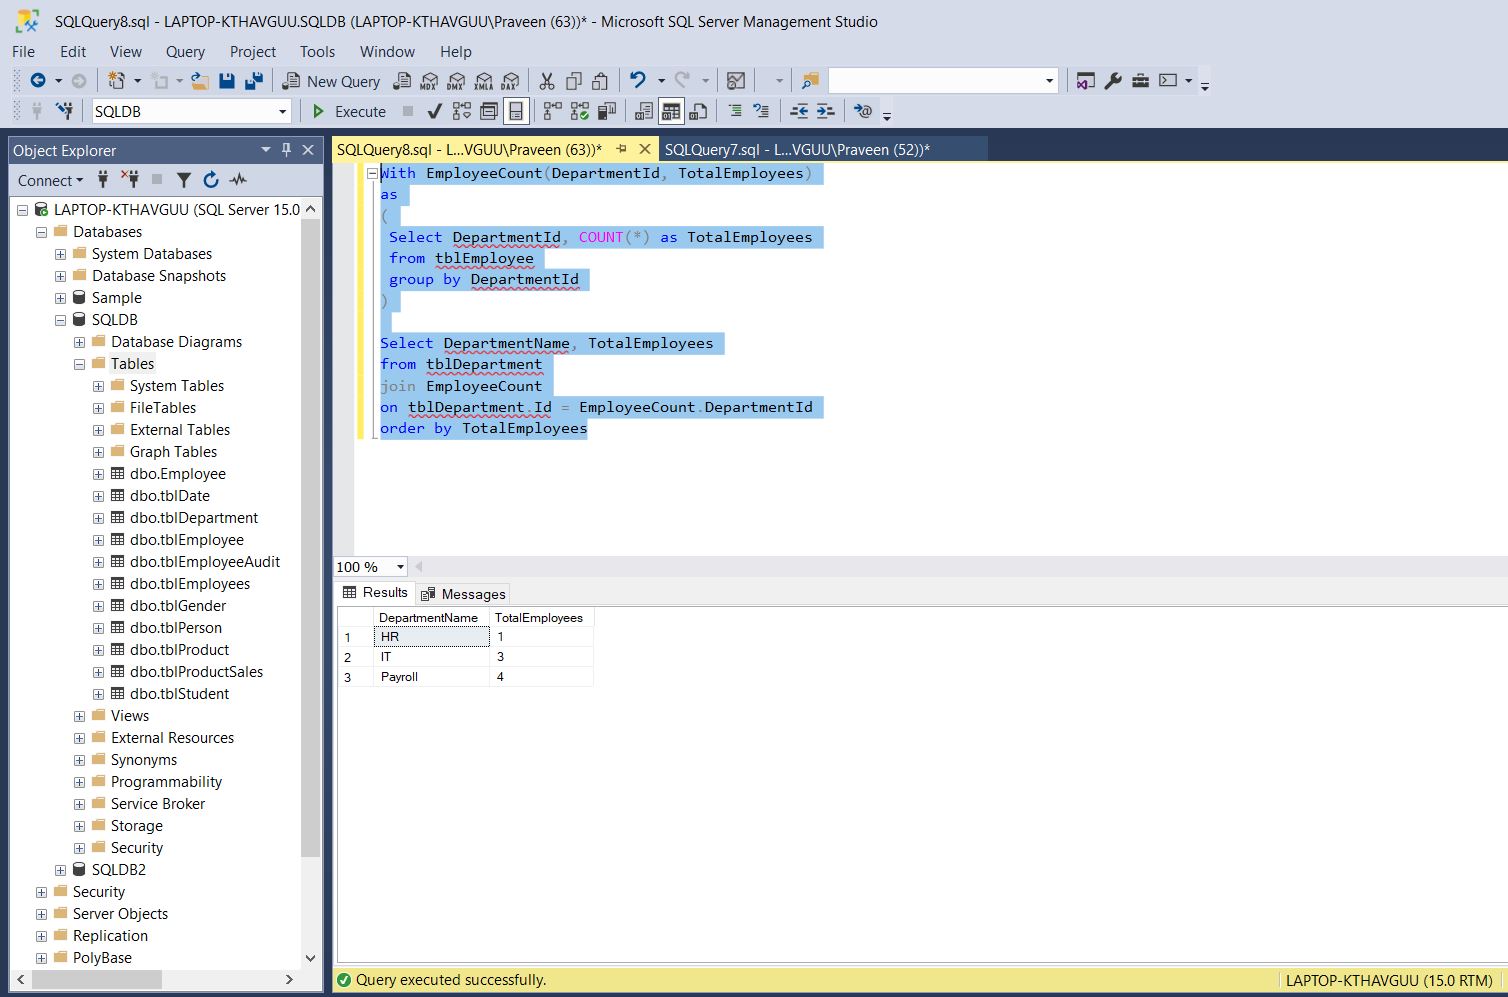 SQLQuery8.sql - LAPTOP-KTHAVGUU.SQLDB (LAPTOP-KTHAVGUU\Praveen (63))* - Microsoft SQL Server Management Studio
File Edit View Query Project Tools Window Help
New Query MDX DMX XMLA DAX
SQLDB Execute
Object Explorer
Connect
LAPTOP-KTHAVGUU (SQL Server 15.0
Databases
System Databases
Database Snapshots
Sample
SQLDB
Database Diagrams
Tables
System Tables
FileTables
External Tables
Graph Tables
dbo.Employee
dbo.tblDate
dbo.tblDepartment
dbo.tblEmployee
dbo.tblEmployeeAudit
dbo.tblEmployees
dbo.tblGender
dbo.tblPerson
dbo.tblProduct
dbo.tblProductSales
dbo.tblStudent
Views
External Resources
Synonyms
Programmability
Service Broker
Storage
Security
SQLDB2
Security
Server Objects
Replication
PolyBase
SQLQuery8.sql - L...VGUU\Praveen (63))* SQLQuery7.sql - L...VGUU\Praveen (52))*
With EmployeeCount(DepartmentId, TotalEmployees)
as
(
Select DepartmentId, COUNT(*) as TotalEmployees
from tblEmployee
group by DepartmentId
)
Select DepartmentName, TotalEmployees
from tblDepartment
join EmployeeCount
on tblDepartment.Id = EmployeeCount.DepartmentId
order by TotalEmployees
100 %
Results Messages
DepartmentName TotalEmployees
1 HR 1
2 IT 3
3 Payroll 4
Query executed successfully. LAPTOP-KTHAVGUU (15.0 RTM)